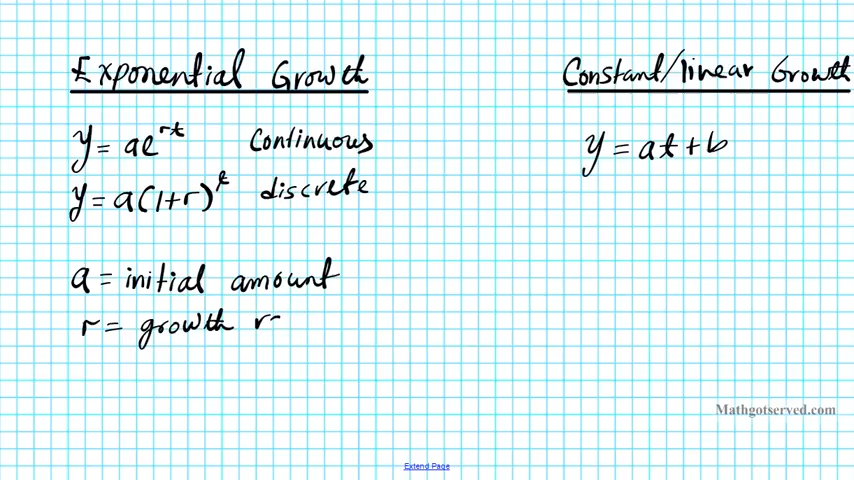 Exponential Growth
y = ae^rt continuous
y = a(1+r)^t discrete
a = initial amount
r = growth r
Constant/linear Growth
y = at + b
Mathgotserved.com
Extend Page